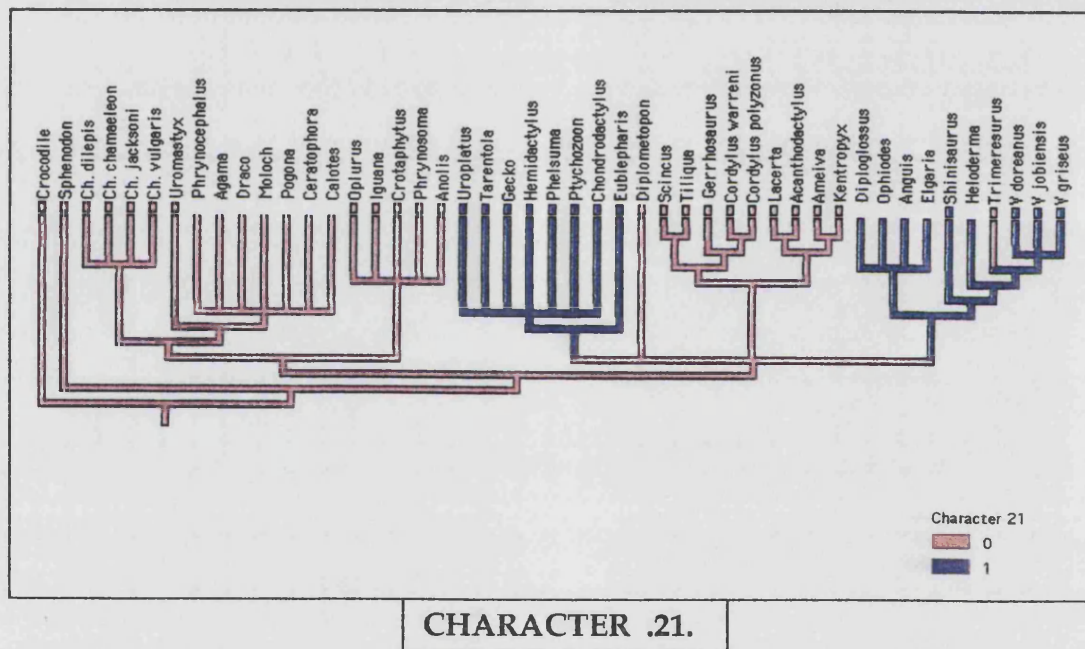 Crocodile
Sphenodon
Ch. dilepis
Ch. chamaeleon
Ch. jacksoni
Ch. vulgaris
Uromastyx
Phrynocephalus
Agama
Draco
Moloch
Pogona
Ceratophora
Calotes
Oplurus
Iguana
Crotaphytus
Phrynosoma
Anolis
Uroplatus
Tarentola
Gecko
Hemidactylus
Phelsuma
Ptychozoon
Chondrodactylus
Eublepharis
Diplometopon
Scincus
Tilique
Gerrhosaurus
Cordylus warreni
Cordylus polyzonus
Lacerta
Acanthodactylus
Ameiva
Kentropyx
Diploglossus
Ophiodes
Anguis
Elgaria
Shinisaurus
Heloderma
Trimeresurus
V doreanus
V jobiensis
V griseus
Character 21
0
1
CHARACTER .21.